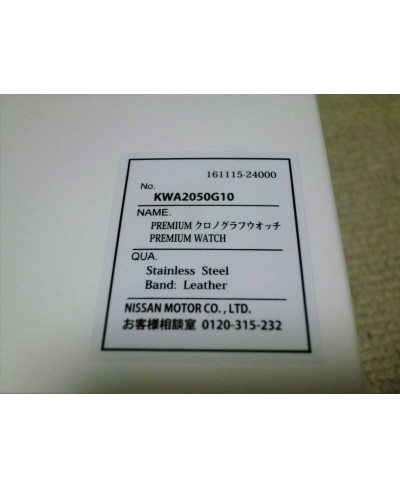 161115-24000
No.
KWA2050G10
NAME.
PREMIUM クロノグラフウオッチ
PREMIUM WATCH
QUA.
Stainless Steel
Band: Leather
NISSAN MOTOR CO., LTD.
お客様相談室 0120-315-232